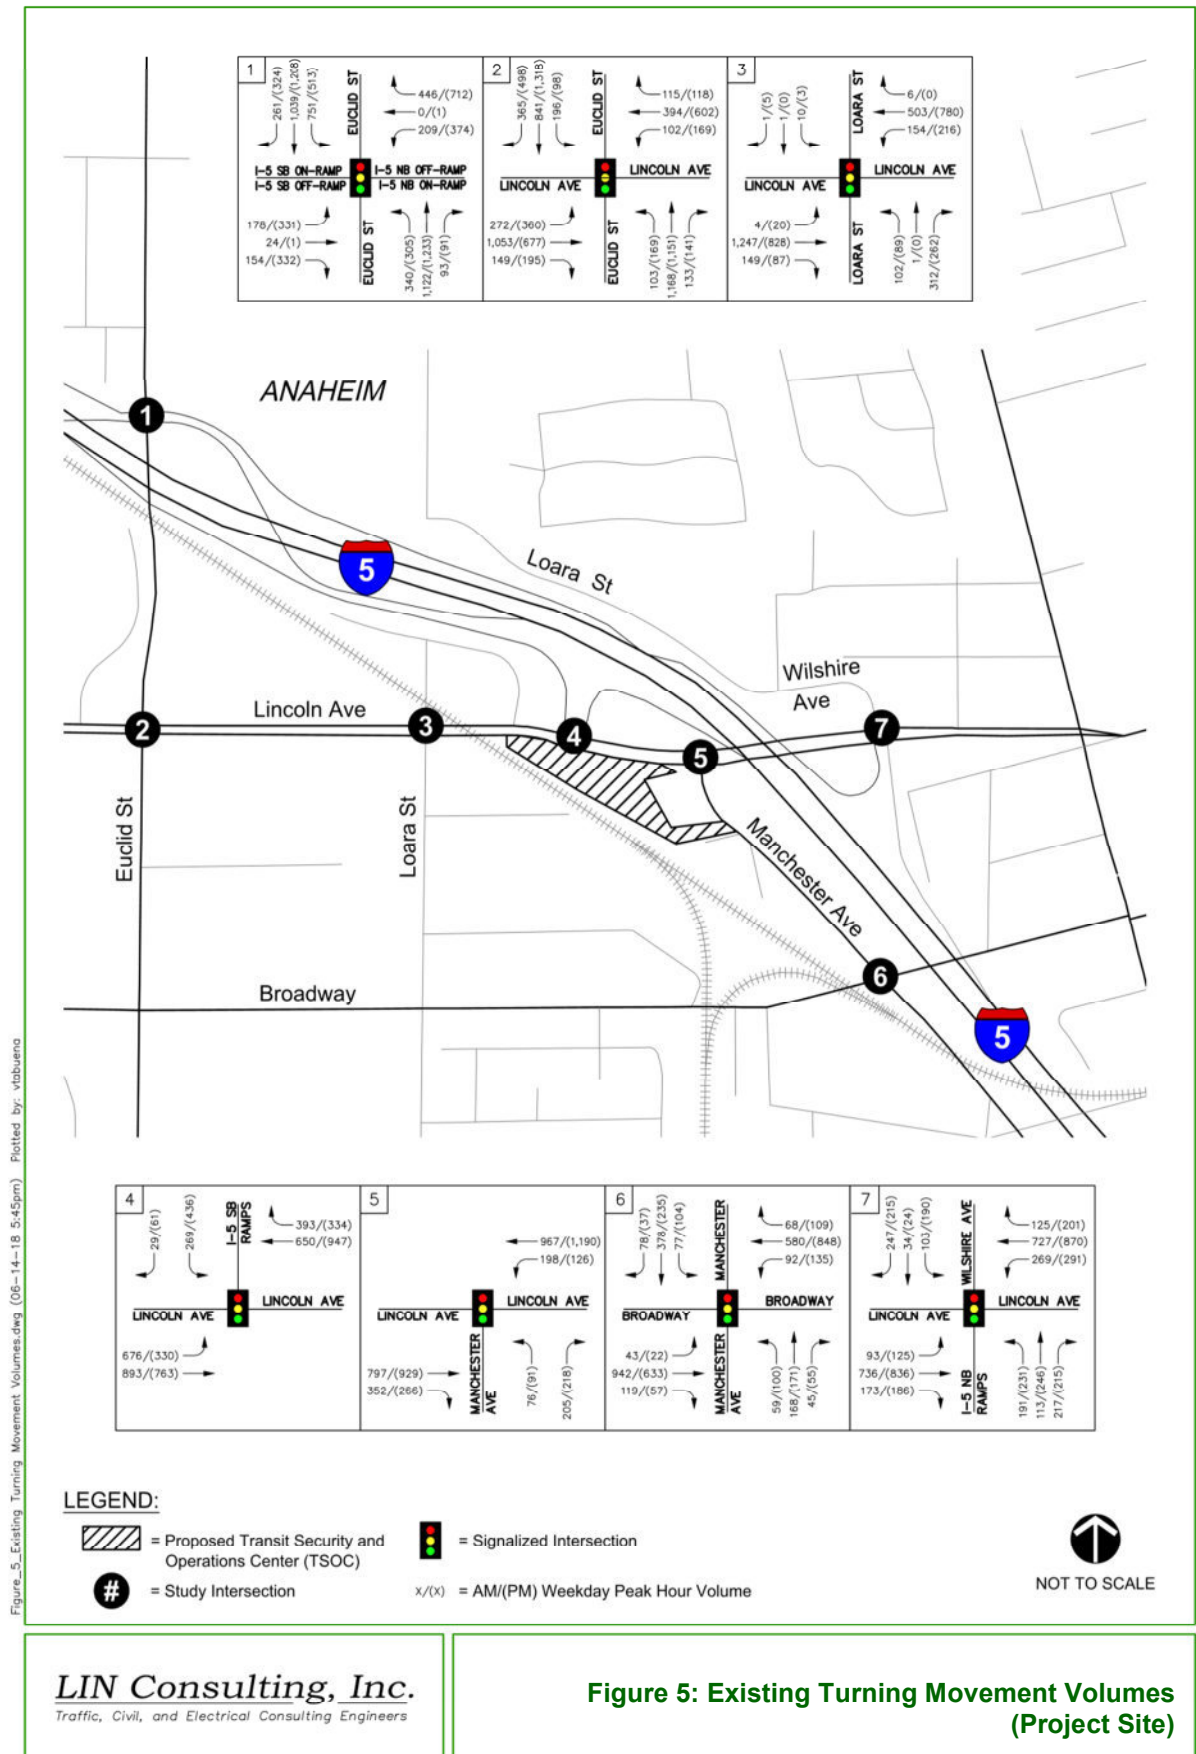 1
261/(324)
1,039/(1,208)
751/(513)
EUCLID ST
446/(712)
0/(1)
209/(374)
I-5 SB ON-RAMP
I-5 SB OFF-RAMP
I-5 NB OFF-RAMP
I-5 NB ON-RAMP
178/(331)
24/(1)
154/(332)
EUCLID ST
340/(305)
1,122/(1,233)
93/(91)
2
365/(498)
841/(1,318)
196/(98)
EUCLID ST
115/(118)
394/(602)
102/(169)
LINCOLN AVE
LINCOLN AVE
272/(360)
1,053/(677)
149/(195)
EUCLID ST
103/(169)
1,168/(1,151)
133/(141)
3
1/(5)
1/(0)
10/(3)
LOARA ST
6/(0)
503/(780)
154/(216)
LINCOLN AVE
LINCOLN AVE
4/(20)
1,247/(828)
149/(87)
LOARA ST
102/(89)
1/(0)
312/(262)
ANAHEIM
1
5
Loara St
Wilshire
Ave
Lincoln Ave
2
3
4
5
7
Euclid St
Loara St
Manchester Ave
6
Broadway
5
4
29/(61)
269/(436)
I-5 SB
RAMPS
393/(334)
650/(947)
LINCOLN AVE
LINCOLN AVE
676/(330)
893/(763)
5
967/(1,190)
198/(126)
LINCOLN AVE
LINCOLN AVE
797/(929)
352/(266)
MANCHESTER
AVE
76/(91)
205/(218)
6
78/(37)
378/(235)
77/(104)
MANCHESTER
68/(109)
580/(848)
92/(135)
BROADWAY
BROADWAY
43/(22)
942/(633)
119/(57)
MANCHESTER
AVE
59/(100)
168/(171)
45/(55)
7
247/(215)
34/(24)
103/(190)
WILSHIRE AVE
125/(201)
727/(870)
269/(291)
LINCOLN AVE
LINCOLN AVE
93/(125)
736/(836)
173/(186)
I-5 NB
RAMPS
191/(231)
113/(246)
217/(215)
LEGEND:
= Proposed Transit Security and
Operations Center (TSOC)
= Signalized Intersection
# = Study Intersection
X/(X) = AM/(PM) Weekday Peak Hour Volume
NOT TO SCALE
Figure_5_Existing Turning Movement Volumes.dwg (06-14-18 5:45pm) Plotted by: vtabuena
LIN Consulting, Inc.
Traffic, Civil, and Electrical Consulting Engineers
Figure 5: Existing Turning Movement Volumes
(Project Site)